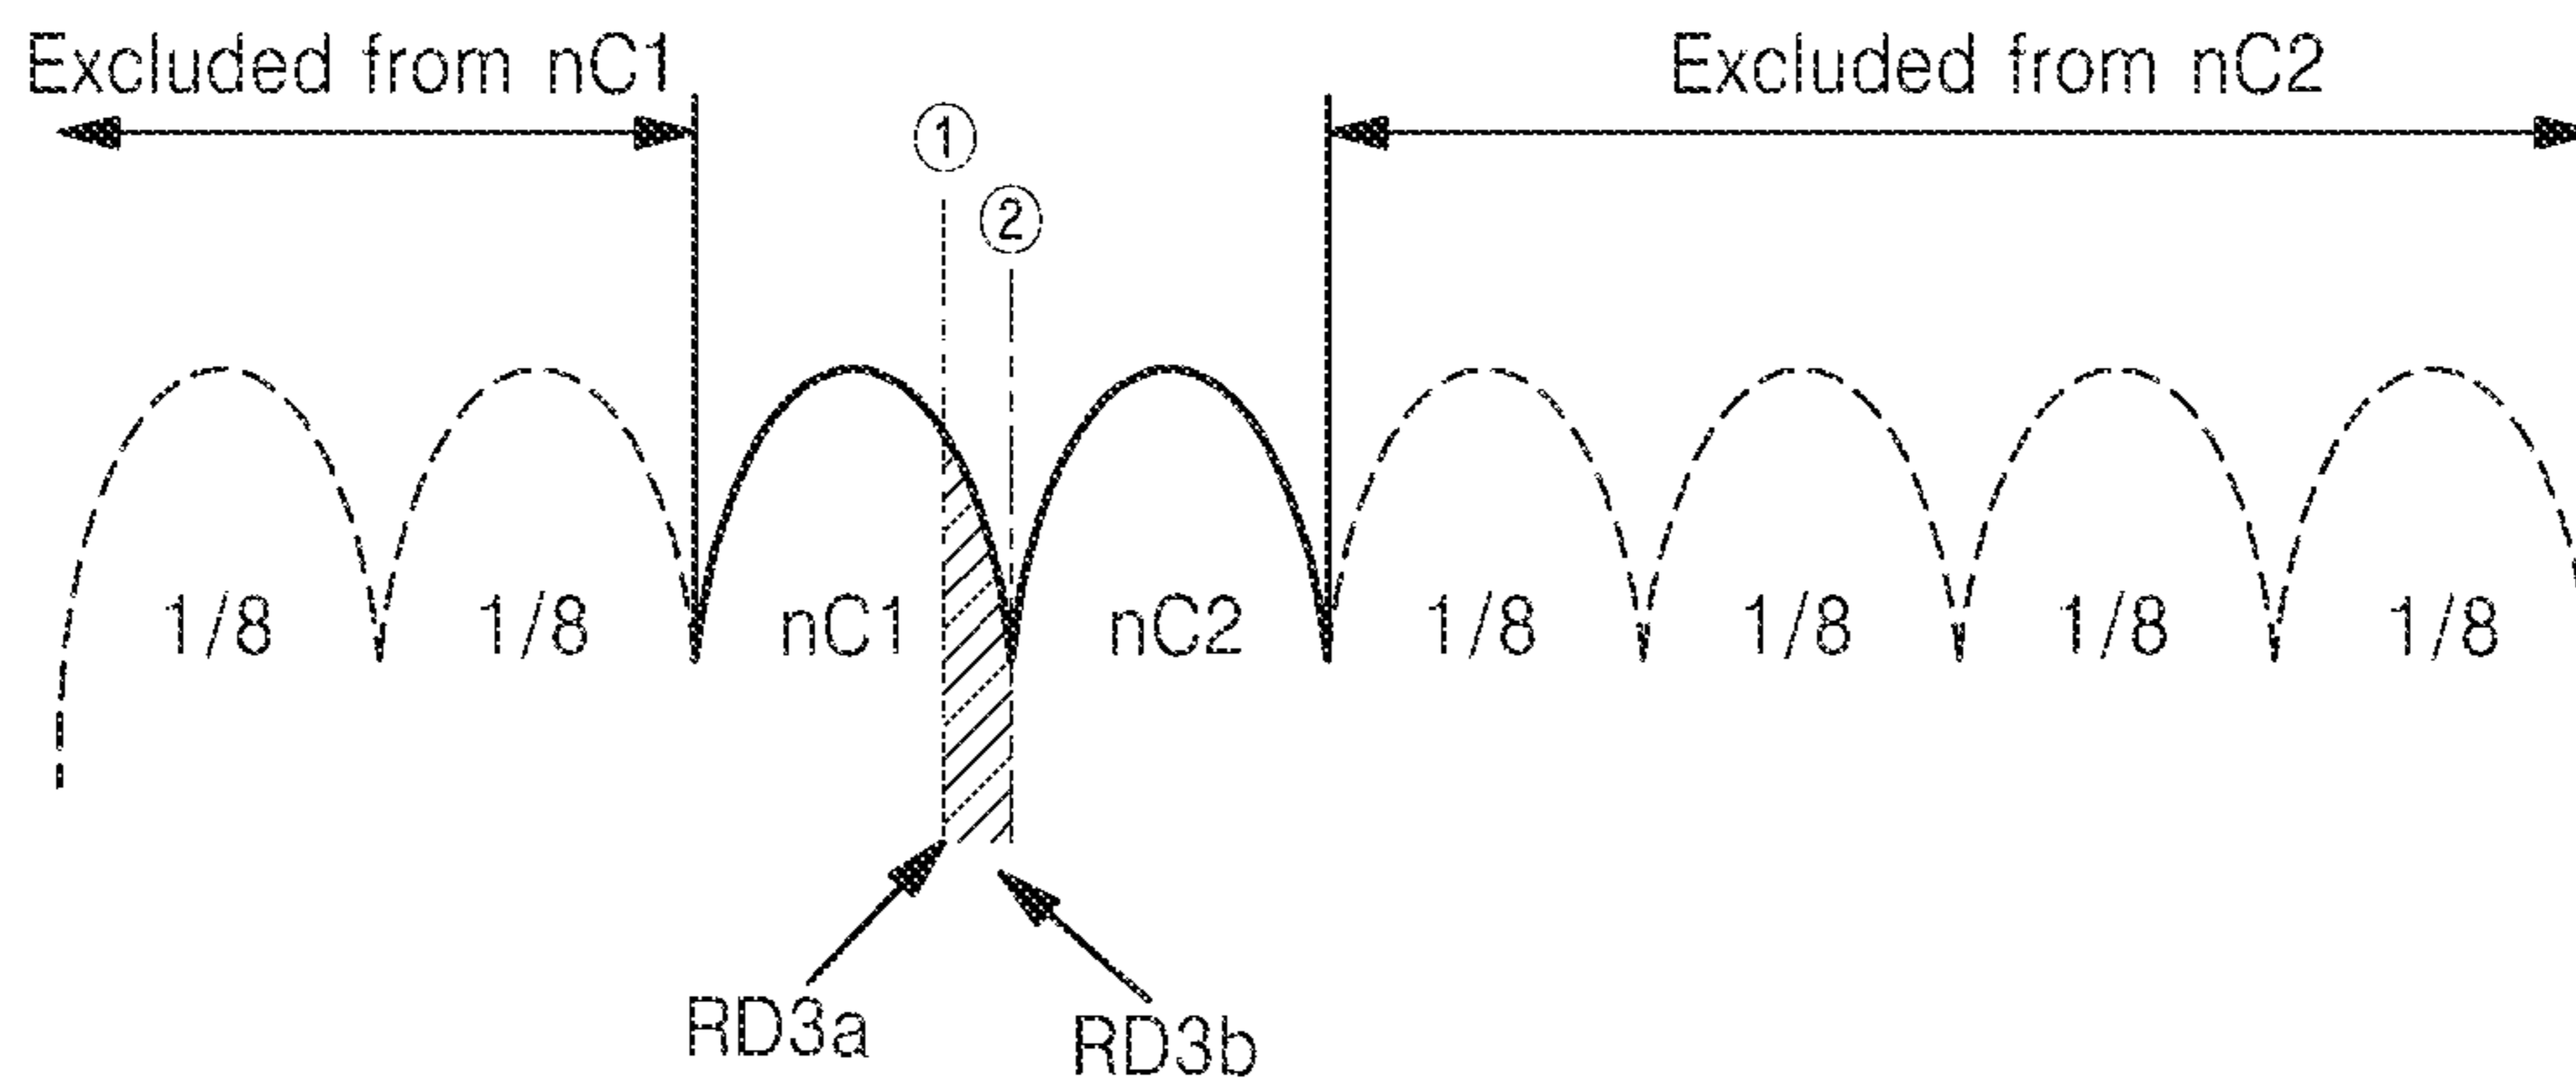 Excluded from nC1
Excluded from nC2
①
②
1/8 1/8 nC1 nC2 1/8 1/8 1/8 1/8
RD3a
RD3b